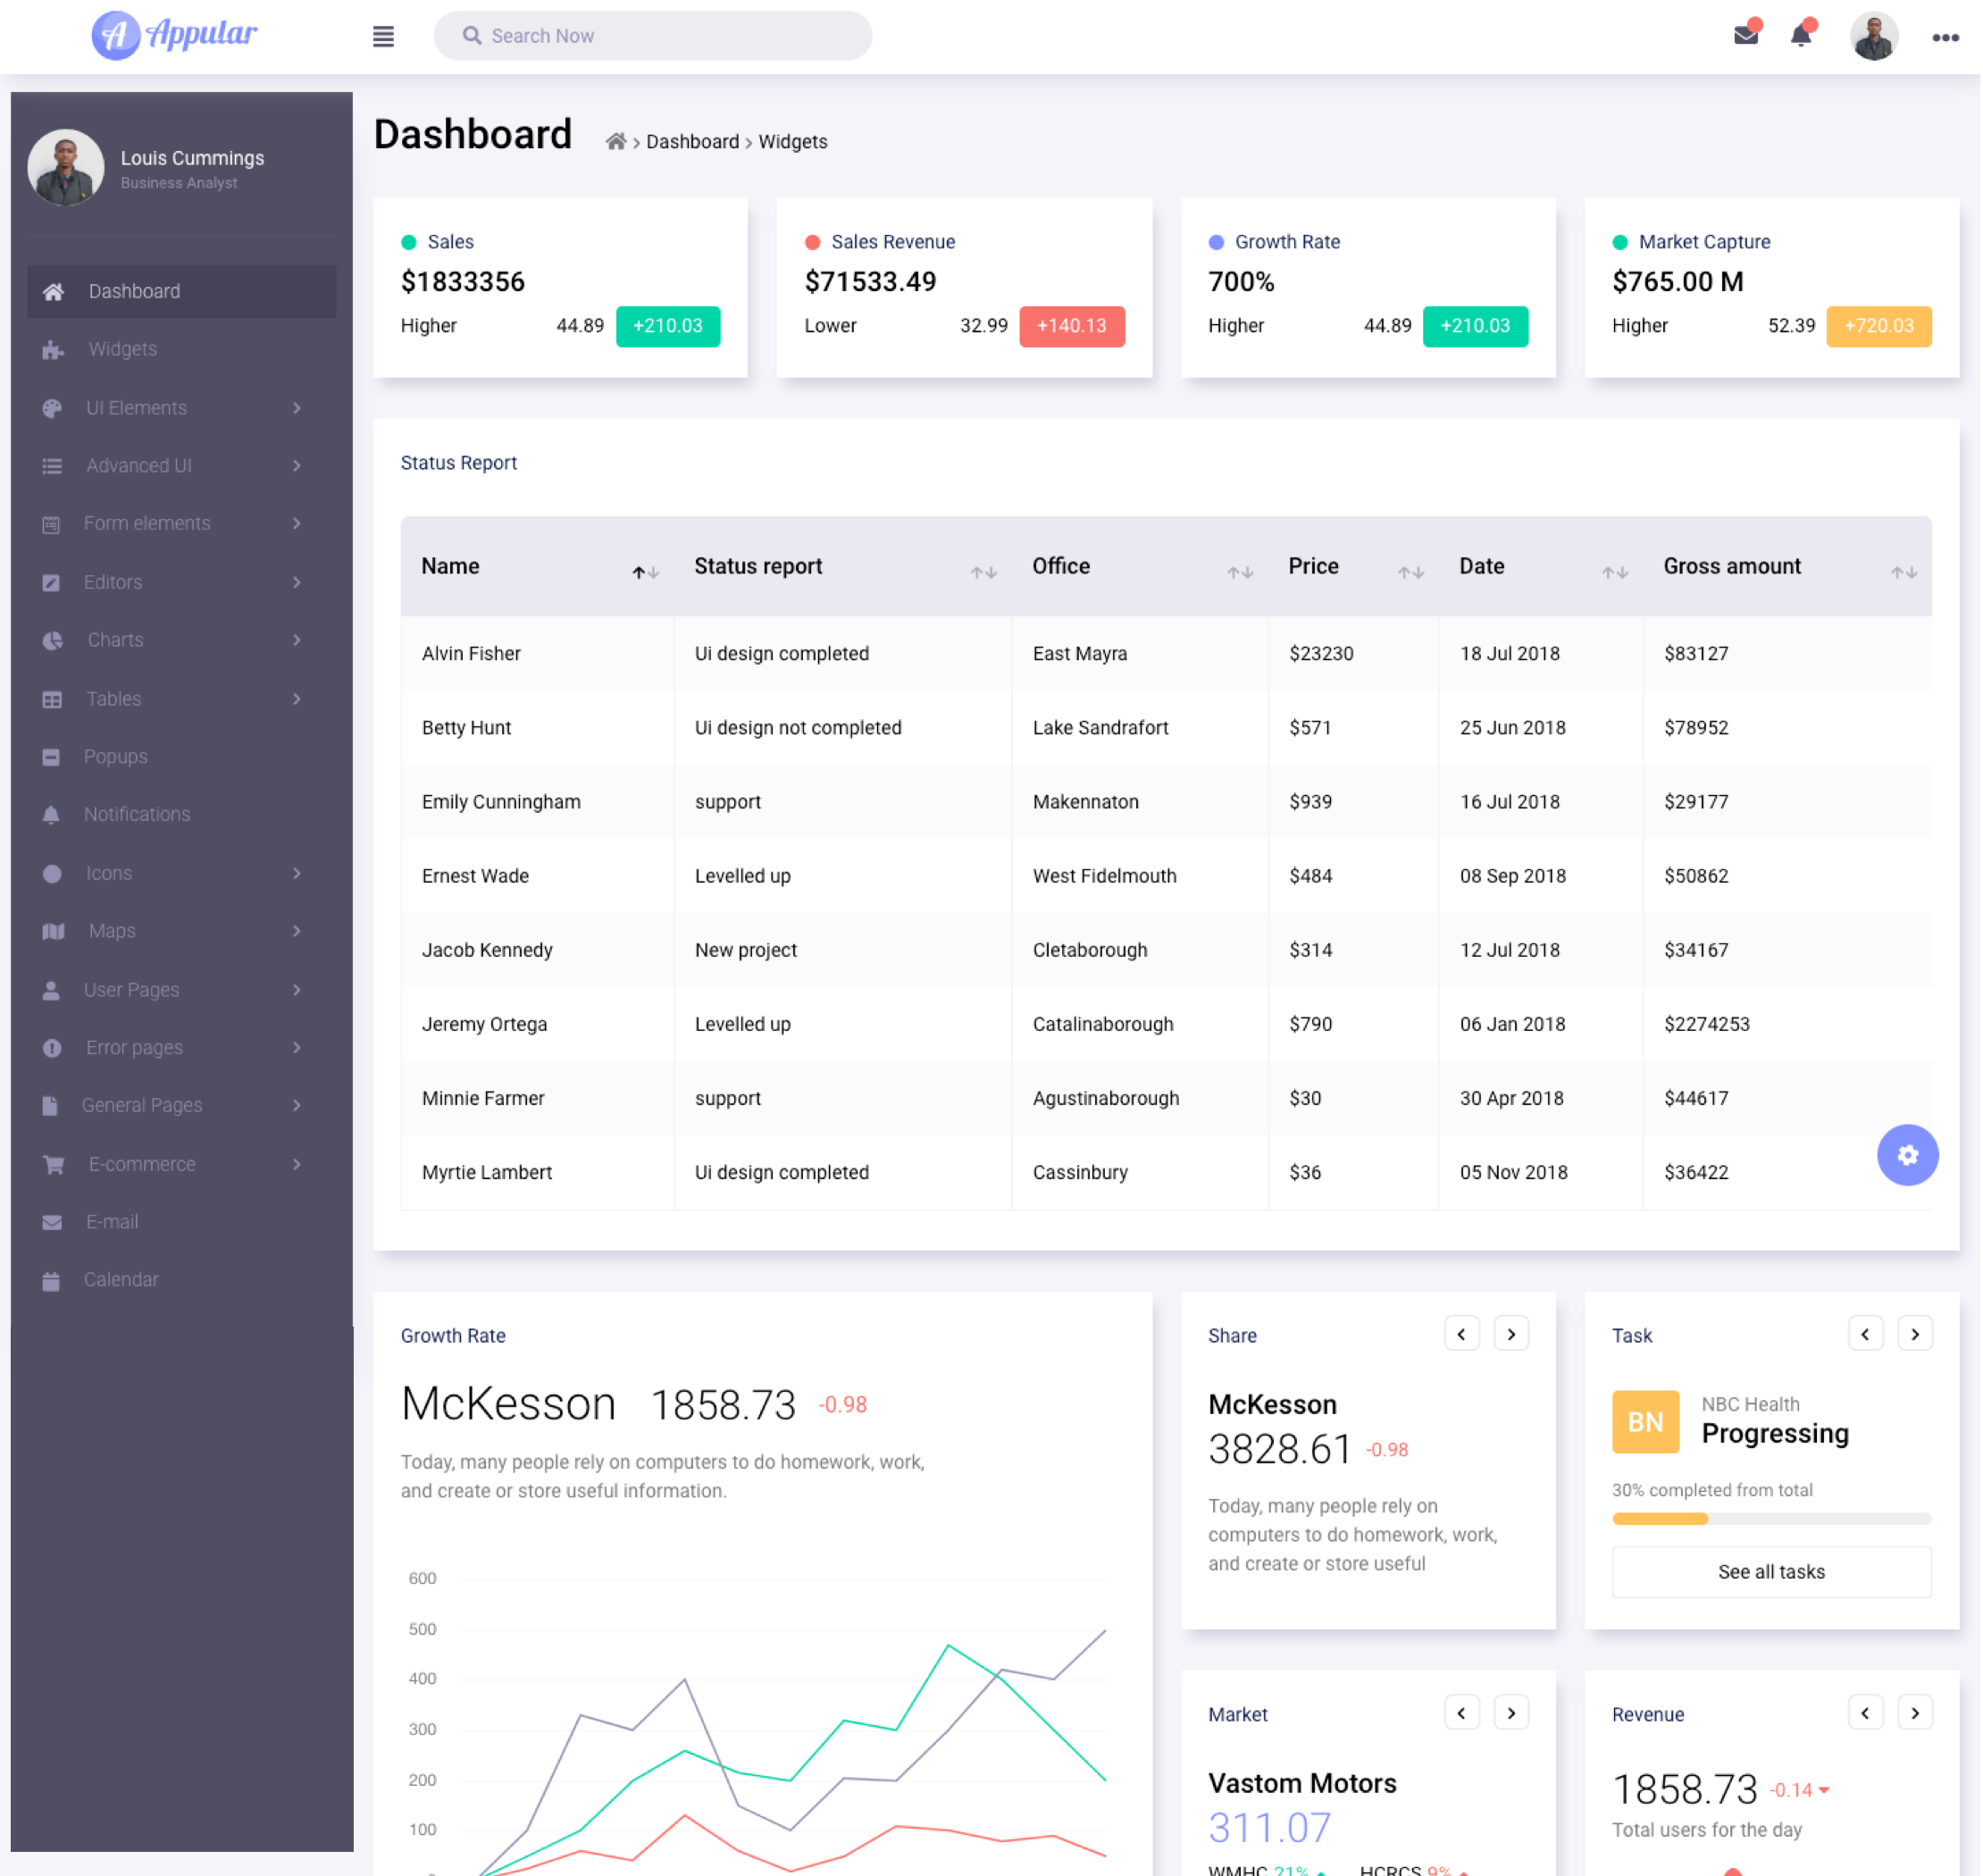 Appular
Search Now
Louis Cummings
Business Analyst
Dashboard
Widgets
UI Elements
Advanced UI
Form elements
Editors
Charts
Tables
Popups
Notifications
Icons
Maps
User Pages
Error pages
General Pages
E-commerce
E-mail
Calendar
Dashboard
Dashboard > Widgets
Sales
$1833356
Higher 44.89 +210.03
Sales Revenue
$71533.49
Lower 32.99 +140.13
Growth Rate
700%
Higher 44.89 +210.03
Market Capture
$765.00 M
Higher 52.39 +720.03
Status Report
Name Status report Office Price Date Gross amount
Alvin Fisher Ui design completed East Mayra $23230 18 Jul 2018 $83127
Betty Hunt Ui design not completed Lake Sandrafort $571 25 Jun 2018 $78952
Emily Cunningham support Makennaton $939 16 Jul 2018 $29177
Ernest Wade Levelled up West Fidelmouth $484 08 Sep 2018 $50862
Jacob Kennedy New project Cletaborough $314 12 Jul 2018 $34167
Jeremy Ortega Levelled up Catalinaborough $790 06 Jan 2018 $2274253
Minnie Farmer support Agustinaborough $30 30 Apr 2018 $44617
Myrtie Lambert Ui design completed Cassinbury $36 05 Nov 2018 $36422
Growth Rate
McKesson 1858.73 -0.98
Today, many people rely on computers to do homework, work,
and create or store useful information.
600
500
400
300
200
100
Share
McKesson
3828.61 -0.98
Today, many people rely on
computers to do homework, work,
and create or store useful
Task
BN
NBC Health
Progressing
30% completed from total
See all tasks
Market
Vastom Motors
311.07
WMHC 21% HCRCS 9%
Revenue
1858.73 -0.14
Total users for the day